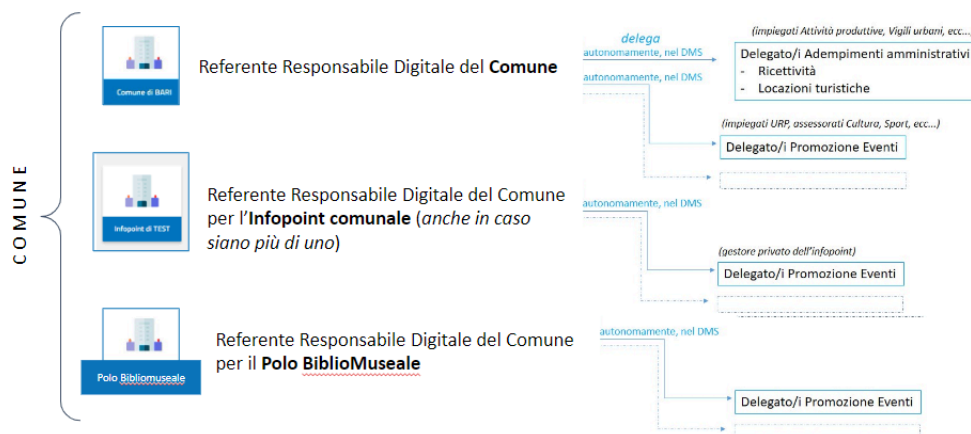 COMUNE
Comune di BARI
Referente Responsabile Digitale del Comune
delega
autonomamente, nel DMS
autonomamente, nel DMS
(impiegati Attività produttive, Vigili urbani, ecc...)
Delegato/i Adempimenti amministrativi
- Ricettività
- Locazioni turistiche
(impiegati URP, assessorati Cultura, Sport, ecc...)
Delegato/i Promozione Eventi
Infopoint di TEST
Referente Responsabile Digitale del Comune
per l'Infopoint comunale (anche in caso
siano più di uno)
autonomamente, nel DMS
(gestore privato dell'infopoint)
Delegato/i Promozione Eventi
Polo Bibliomuseale
Referente Responsabile Digitale del Comune
per il Polo BiblioMuseale
autonomamente, nel DMS
Delegato/i Promozione Eventi